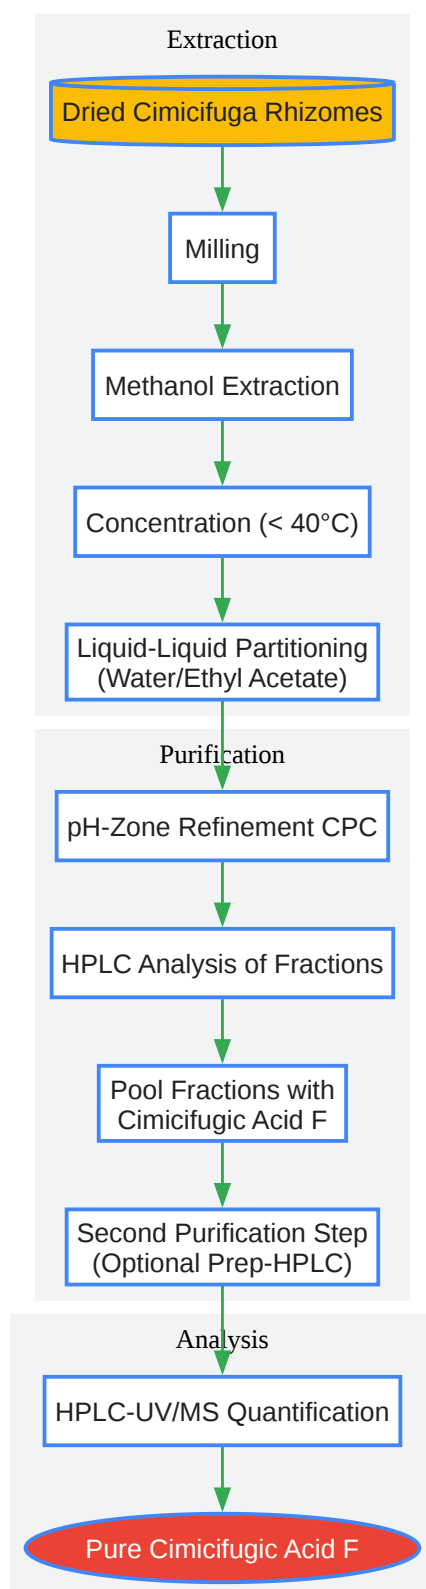 Extraction
Dried Cimicifuga Rhizomes
Milling
Methanol Extraction
Concentration (< 40°C)
Liquid-Liquid Partitioning
(Water/Ethyl Acetate)
Purification
pH-Zone Refinement CPC
HPLC Analysis of Fractions
Pool Fractions with
Cimicifugic Acid F
Second Purification Step
(Optional Prep-HPLC)
Analysis
HPLC-UV/MS Quantification
Pure Cimicifugic Acid F